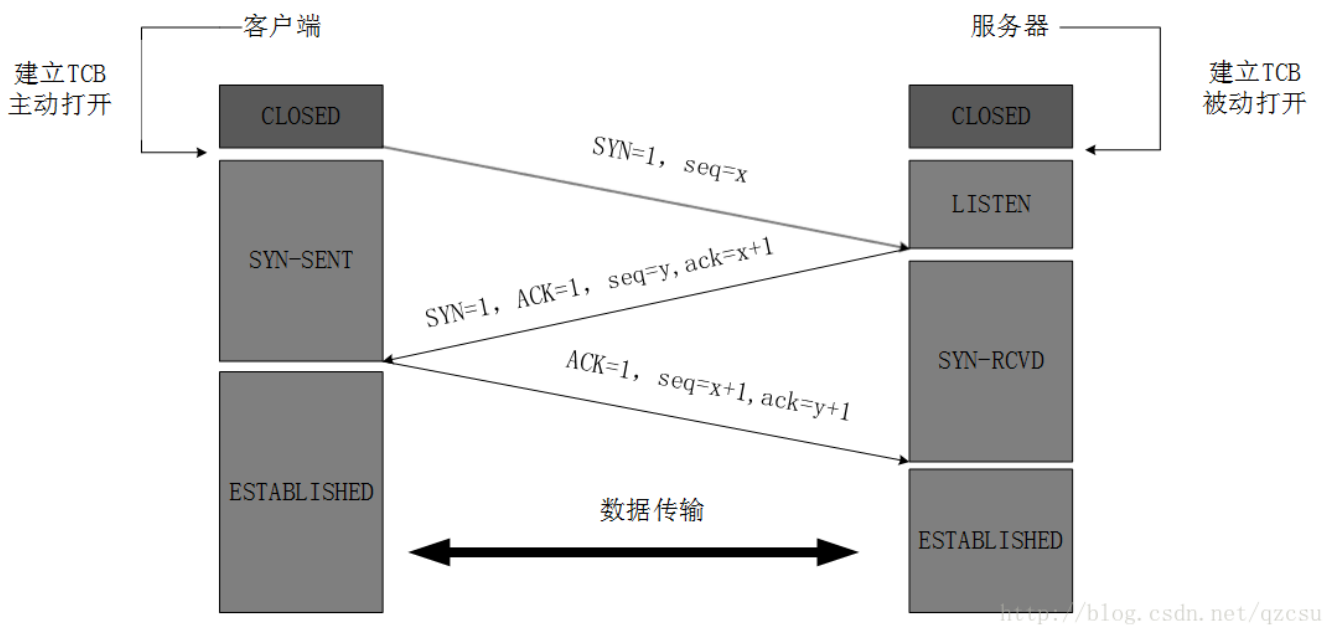 客户端
服务器
建立TCB
主动打开
建立TCB
被动打开
CLOSED
CLOSED
SYN=1, seq=x
LISTEN
SYN-SENT
SYN=1, ACK=1, seq=y,ack=x+1
SYN-RCVD
ACK=1, seq=x+1,ack=y+1
ESTABLISHED
数据传输
ESTABLISHED
http://blog.csdn.net/qzcsu